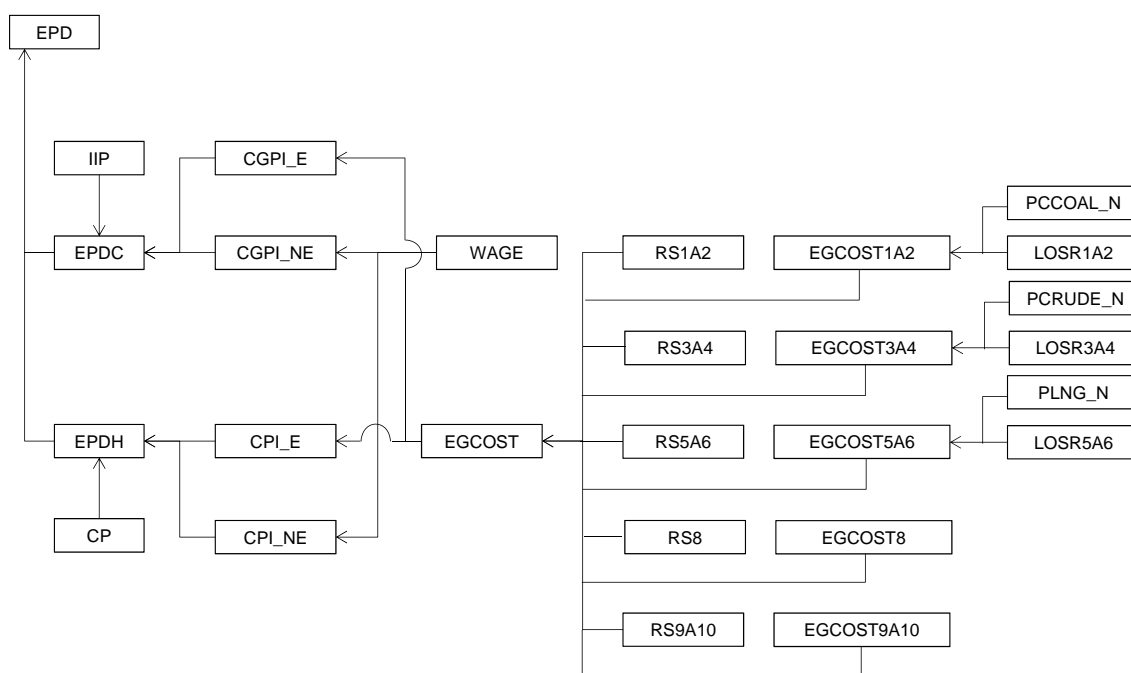 EPD
IIP
CGPI_E
PCCOAL_N
EPDC
CGPI_NE
WAGE
RS1A2
EGCOST1A2
LOSR1A2
PCRUDE_N
RS3A4
EGCOST3A4
LOSR3A4
PLNG_N
EPDH
CPI_E
EGCOST
RS5A6
EGCOST5A6
LOSR5A6
CP
CPI_NE
RS8
EGCOST8
RS9A10
EGCOST9A10